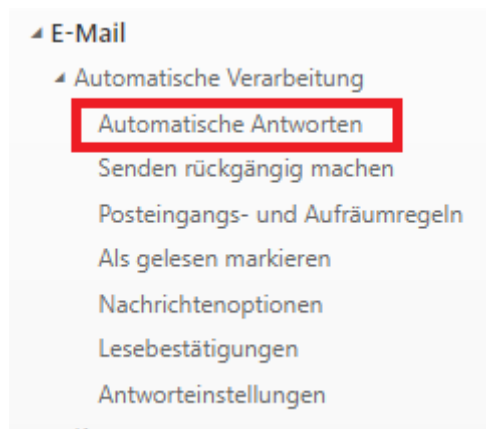 E-Mail
Automatische Verarbeitung
Automatische Antworten
Senden rückgängig machen
Posteingangs- und Aufräumregeln
Als gelesen markieren
Nachrichtenoptionen
Lesebestätigungen
Antworteinstellungen